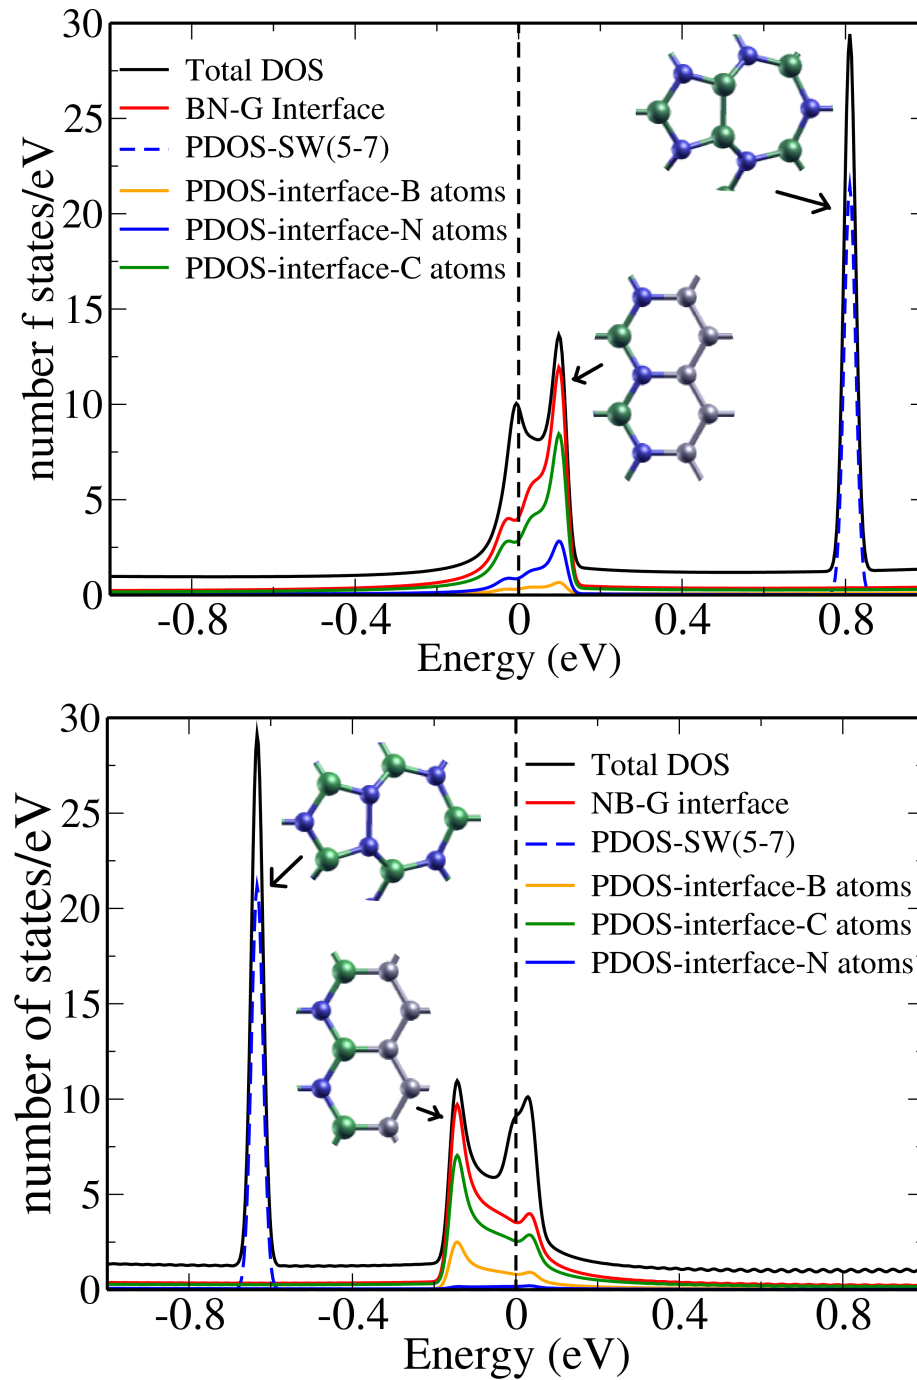 30
25
20
15
10
5
0
number f states/eV
Total DOS
BN-G Interface
PDOS-SW(5-7)
PDOS-interface-B atoms
PDOS-interface-N atoms
PDOS-interface-C atoms
-0.8
-0.4
0
0.4
0.8
Energy (eV)
30
25
20
15
10
5
0
number of states/eV
Total DOS
NB-G interface
PDOS-SW(5-7)
PDOS-interface-B atoms
PDOS-interface-C atoms
PDOS-interface-N atoms
-0.8
-0.4
0
0.4
0.8
Energy (eV)